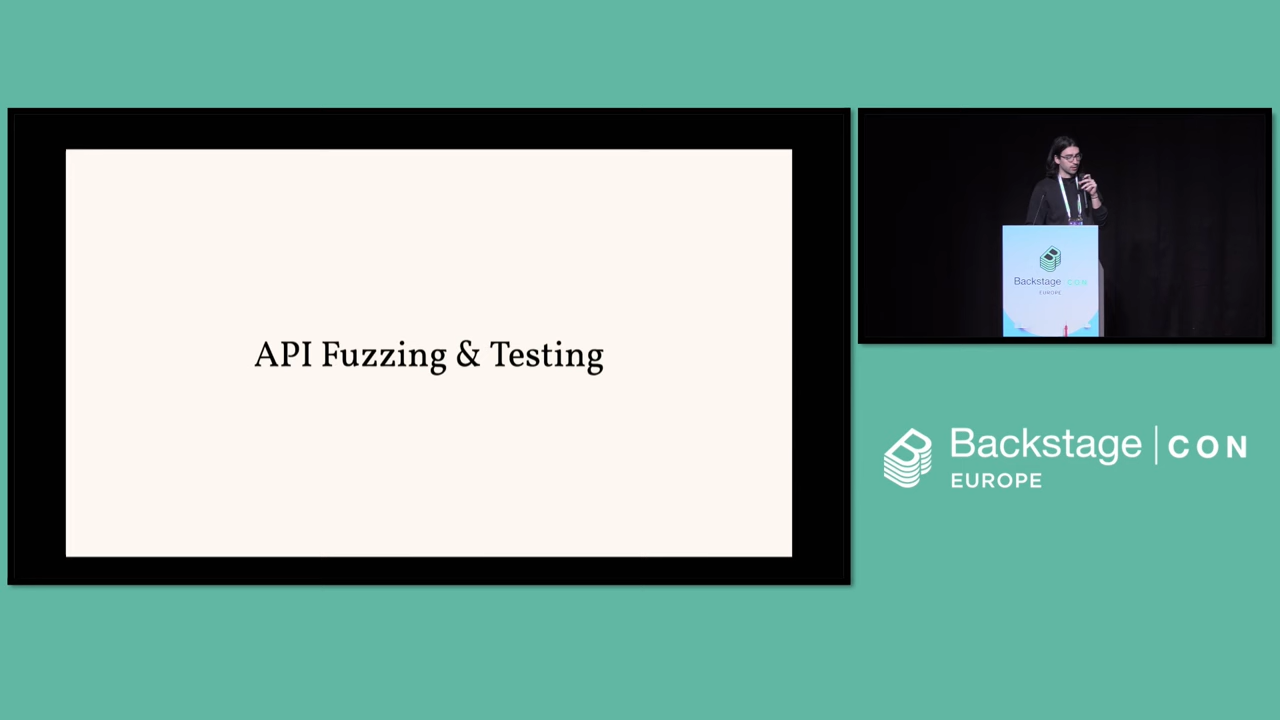 API Fuzzing & Testing
Backstage CON
EUROPE
Backstage | CON
EUROPE